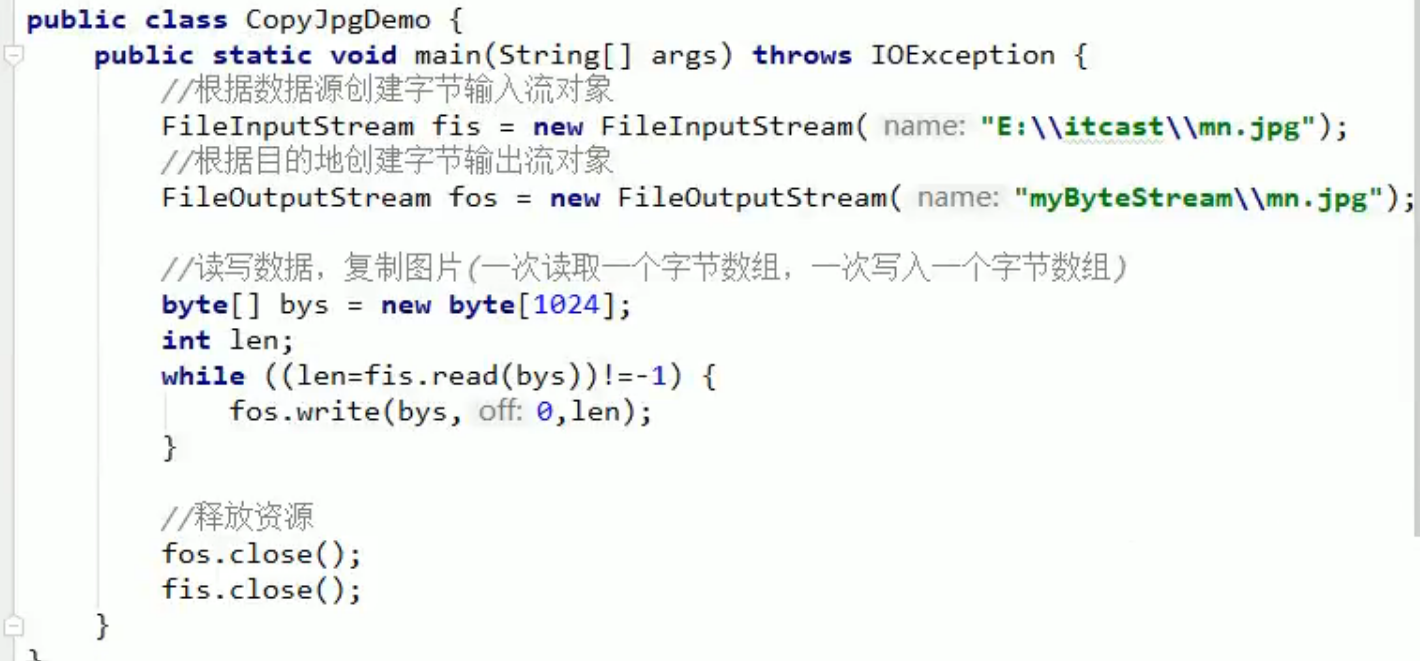 public class CopyJpgDemo {
    public static void main(String[] args) throws IOException {
        //根据数据源创建字节输入流对象
        FileInputStream fis = new FileInputStream( name: "E:\\itcast\\mn.jpg");
        //根据目的地创建字节输出流对象
        FileOutputStream fos = new FileOutputStream( name: "myByteStream\\mn.jpg");
        //读写数据，复制图片(一次读取一个字节数组，一次写入一个字节数组)
        byte[] bys = new byte[1024];
        int len;
        while ((len=fis.read(bys))!=-1) {
            fos.write(bys, off: 0,len);
        }
        //释放资源
        fos.close();
        fis.close();
    }
}